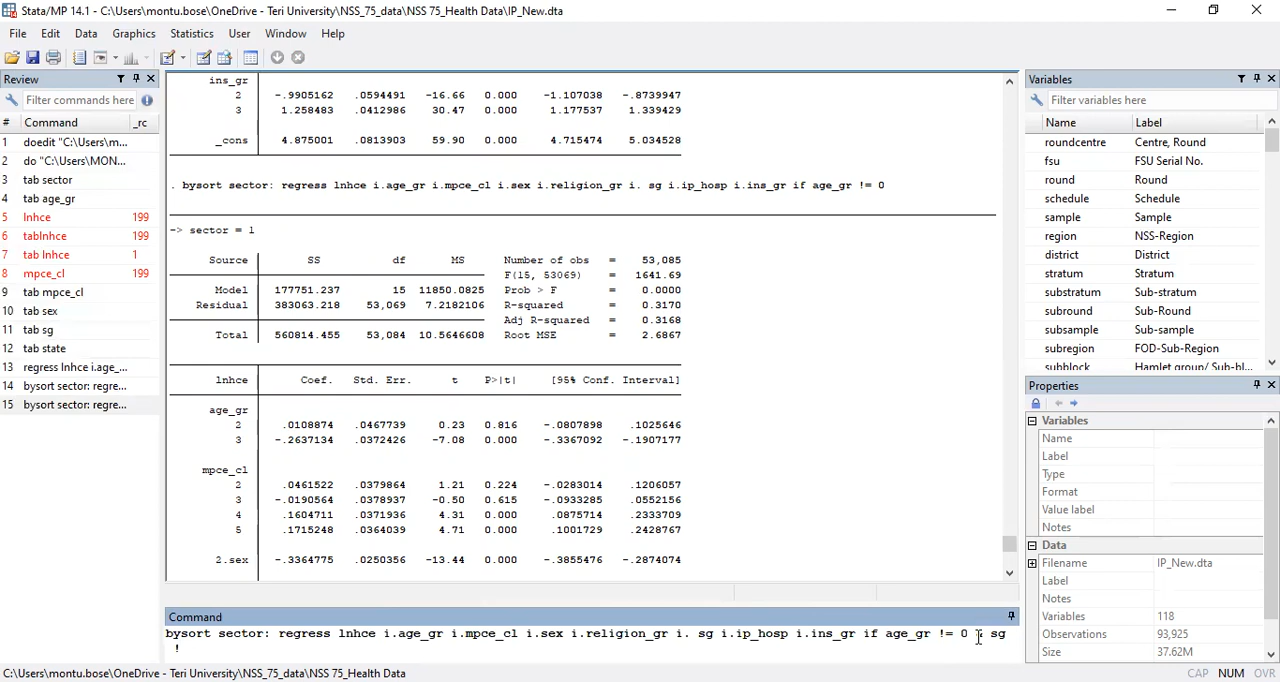 Stata/MP 14.1 - C:\Users\montu.bose\OneDrive - Teri University\NSS_75_data\NSS 75_Health Data\IP_New.dta
File Edit Data Graphics Statistics User Window Help
Review
Filter commands here
# Command _rc
1 doedit "C:\Users\m...
2 do "C:\Users\MON...
3 tab sector
4 tab age_gr
5 lnhce 199
6 tablnhce 199
7 tab lnhce 1
8 mpce_cl 199
9 tab mpce_cl
10 tab sex
11 tab sg
12 tab state
13 regress lnhce i.age_...
14 bysort sector: regre...
15 bysort sector: regre...
ins_gr
2 -.9905162 .0594491 -16.66 0.000 -1.107038 -.8739947
3 1.258483 .0412986 30.47 0.000 1.177537 1.339429
_cons 4.875001 .0813903 59.90 0.000 4.715474 5.034528
. bysort sector: regress lnhce i.age_gr i.mpce_cl i.sex i.religion_gr i. sg i.ip_hosp i.ins_gr if age_gr != 0
-> sector = 1
Source SS df MS Number of obs = 53,085
F(15, 53069) = 1641.69
Model 177751.237 15 11850.0825 Prob > F = 0.0000
Residual 383063.218 53,069 7.2182106 R-squared = 0.3170
Adj R-squared = 0.3168
Total 560814.455 53,084 10.5646608 Root MSE = 2.6867
lnhce Coef. Std. Err. t P>|t| [95% Conf. Interval]
age_gr
2 .0108874 .0467739 0.23 0.816 -.0807898 .1025646
3 -.2637134 .0372426 -7.08 0.000 -.3367092 -.1907177
mpce_cl
2 .0461522 .0379864 1.21 0.224 -.0283014 .1206057
3 -.0190564 .0378937 -0.50 0.615 -.0933285 .0552156
4 .1604711 .0371936 4.31 0.000 .0875714 .2333709
5 .1715248 .0364039 4.71 0.000 .1001729 .2428767
2.sex -.3364775 .0250356 -13.44 0.000 -.3855476 -.2874074
Command
bysort sector: regress lnhce i.age_gr i.mpce_cl i.sex i.religion_gr i. sg i.ip_hosp i.ins_gr if age_gr != 0 sg
!
Variables
Filter variables here
Name Label
roundcentre Centre, Round
fsu FSU Serial No.
round Round
schedule Schedule
sample Sample
region NSS-Region
district District
stratum Stratum
substratum Sub-stratum
subround Sub-Round
subsample Sub-sample
subregion FOD-Sub-Region
subblock Hamlet group/ Sub-bl...
Properties
Variables
Name
Label
Type
Format
Value label
Notes
Data
Filename IP_New.dta
Label
Notes
Variables 118
Observations 93,925
Size 37.62M
C:\Users\montu.bose\OneDrive - Teri University\NSS_75_data\NSS 75_Health Data
CAP NUM OVR